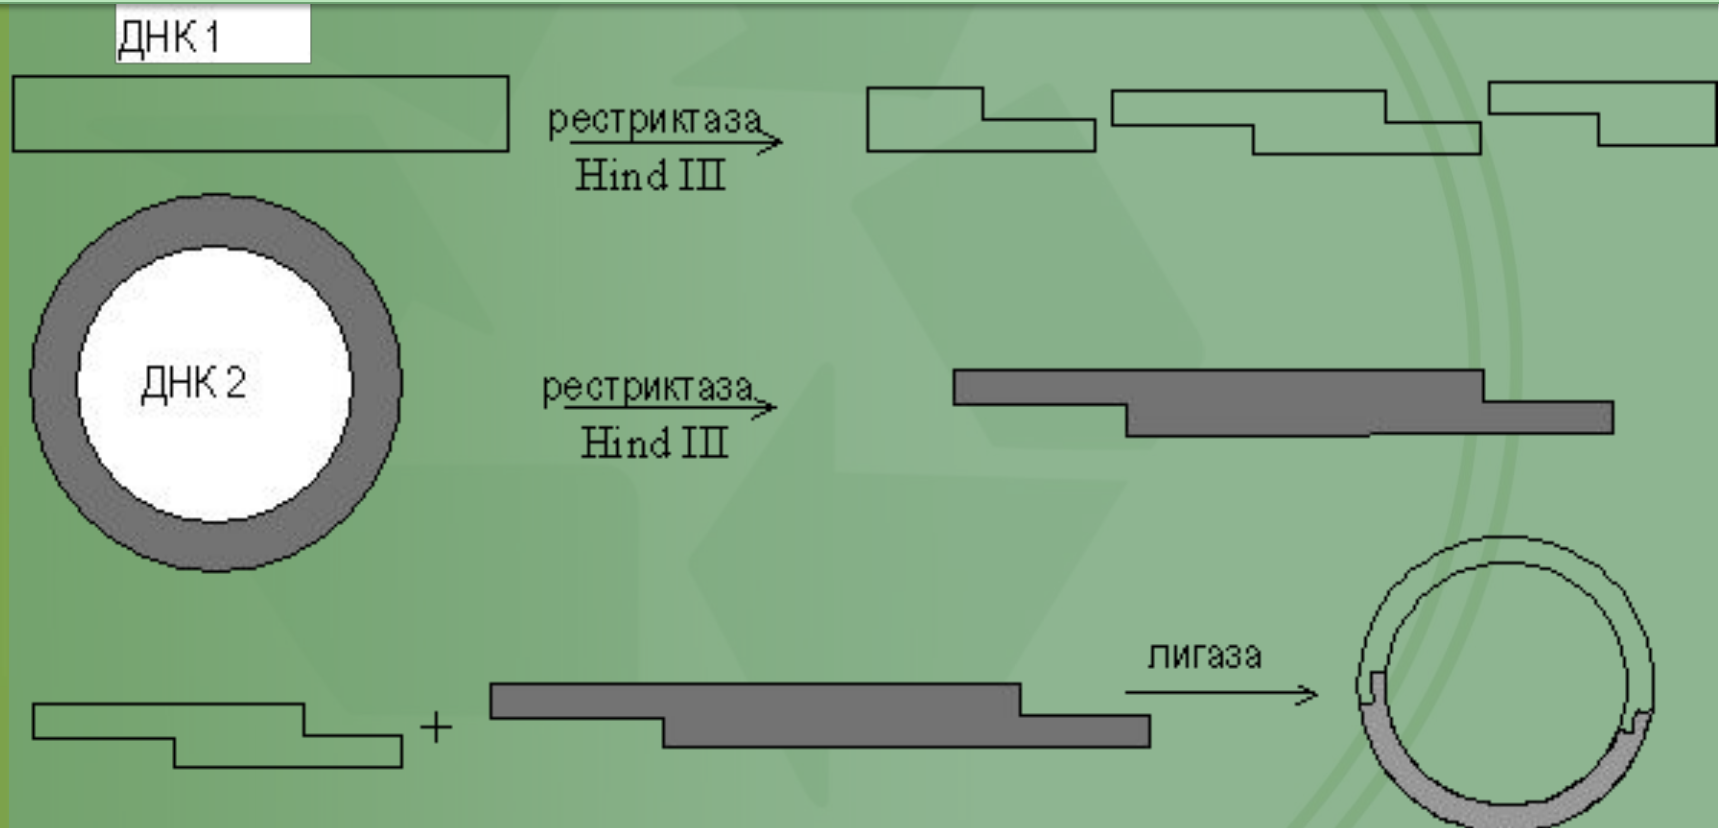 ДНК 1
рестриктаза
Hind III
ДНК 2
рестриктаза
Hind III
+
лигаза